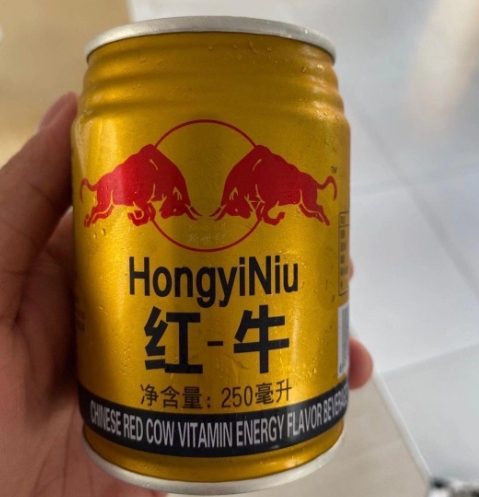 HongyiNiu
红-牛
净含量：250毫升
CHINESE RED COW VITAMIN ENERGY FLAVOR BEVERAGE